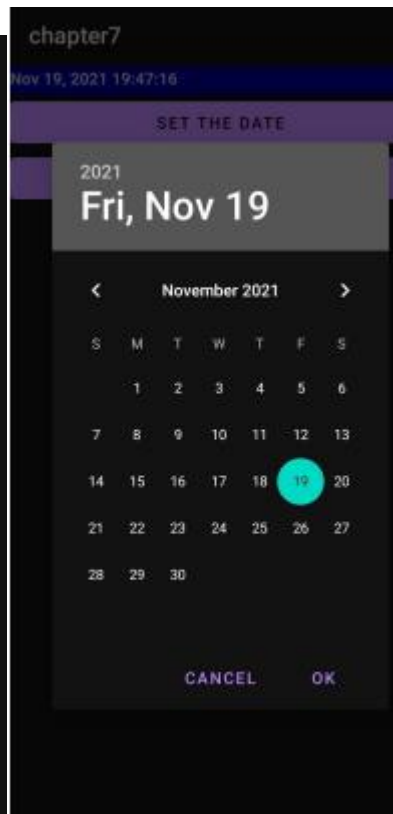 chapter7
Nov 19, 2021 19:47:16
SET THE DATE
2021
Fri, Nov 19
November 2021
S M T W T F S
1 2 3 4 5 6
7 8 9 10 11 12 13
14 15 16 17 18 19 20
21 22 23 24 25 26 27
28 29 30
CANCEL OK